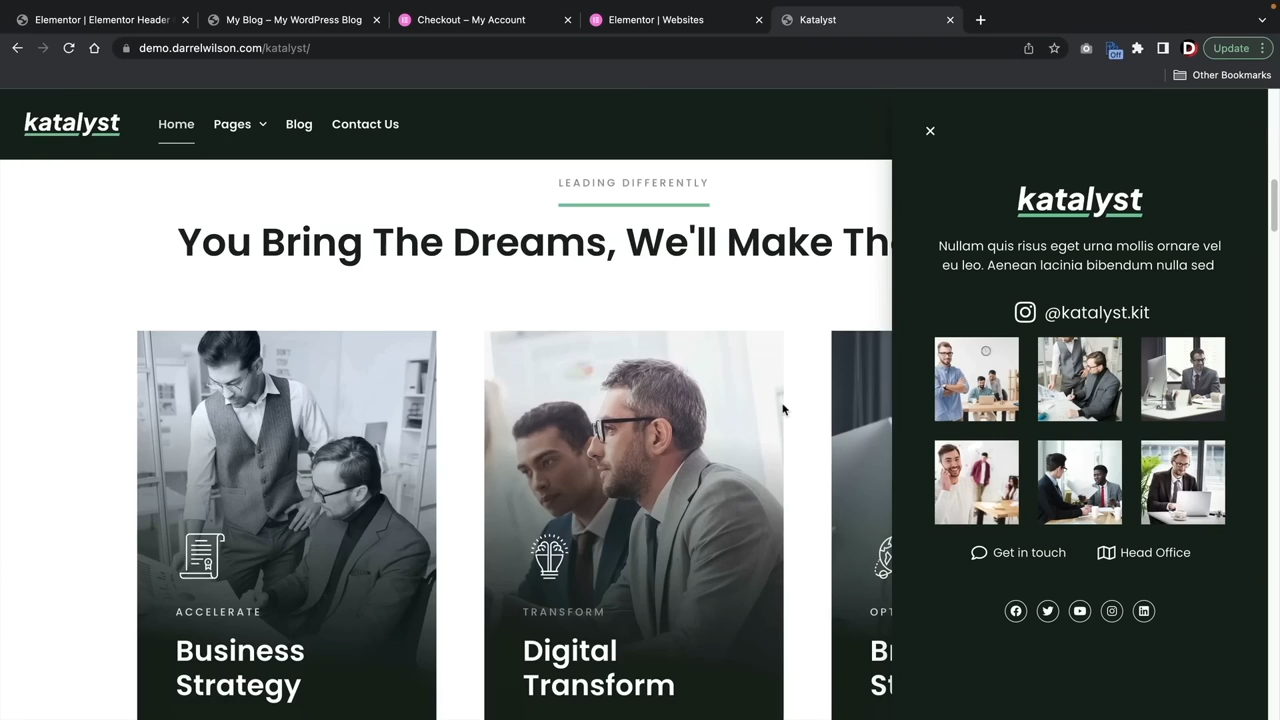 Elementor | Elementor Header
My Blog – My WordPress Blog
Checkout – My Account
Elementor | Websites
Katalyst
demo.darrelwilson.com/katalyst/
Off
D
Update
Other Bookmarks
katalyst
Home
Pages
Blog
Contact Us
LEADING DIFFERENTLY
You Bring The Dreams, We'll Make The
ACCELERATE
Business
Strategy
TRANSFORM
Digital
Transform
OPT
B
St
katalyst
Nullam quis risus eget urna mollis ornare vel
eu leo. Aenean lacinia bibendum nulla sed
@katalyst.kit
Get in touch
Head Office